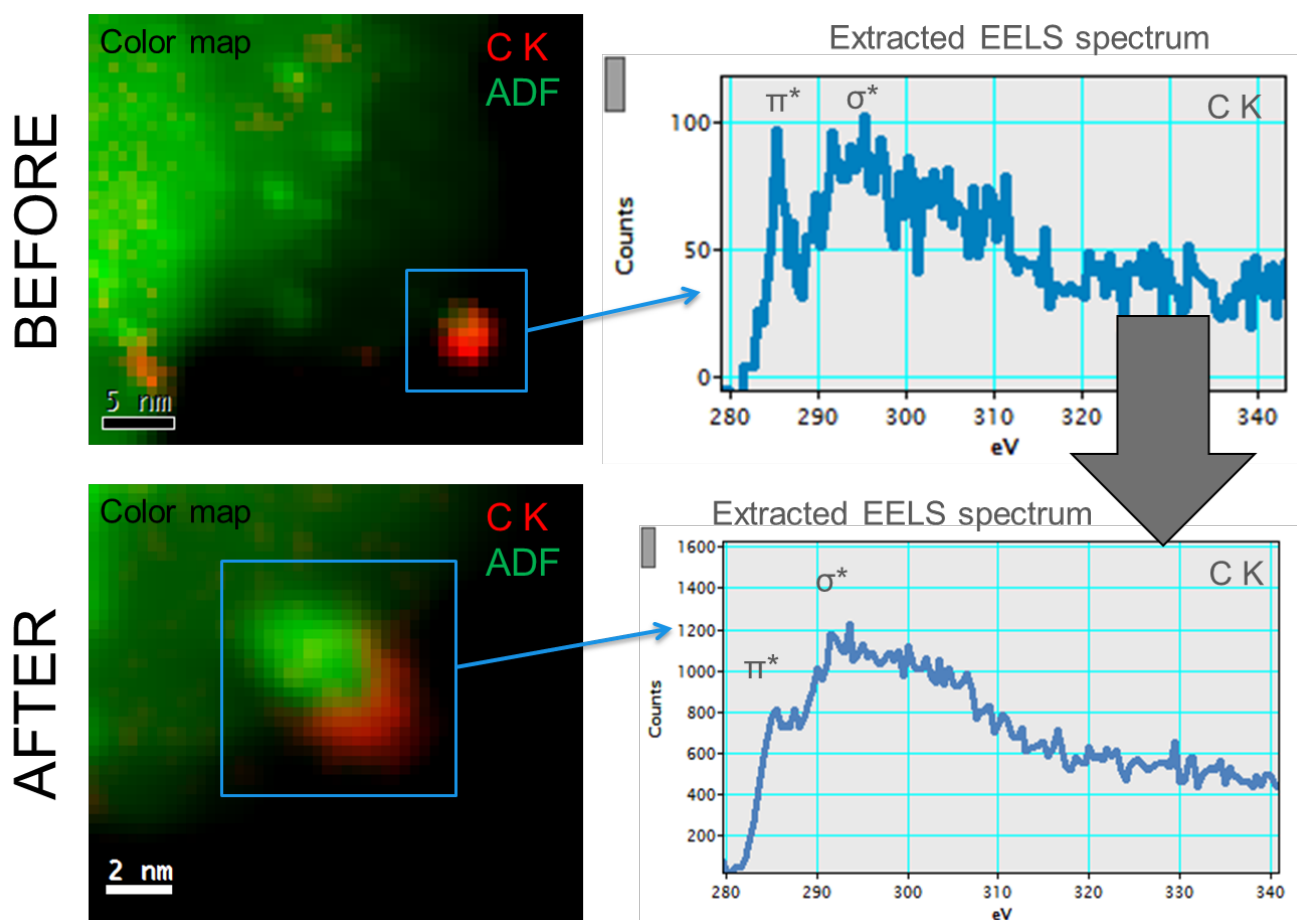 BEFORE
Color map
C K
ADF
5 nm
Extracted EELS spectrum
π*
σ*
C K
100
50
0
Counts
280 290 300 310 320 340
eV
AFTER
Color map
C K
ADF
2 nm
Extracted EELS spectrum
σ*
π*
C K
1600
1400
1200
1000
800
600
400
200
Counts
280 290 300 310 320 330 340
eV